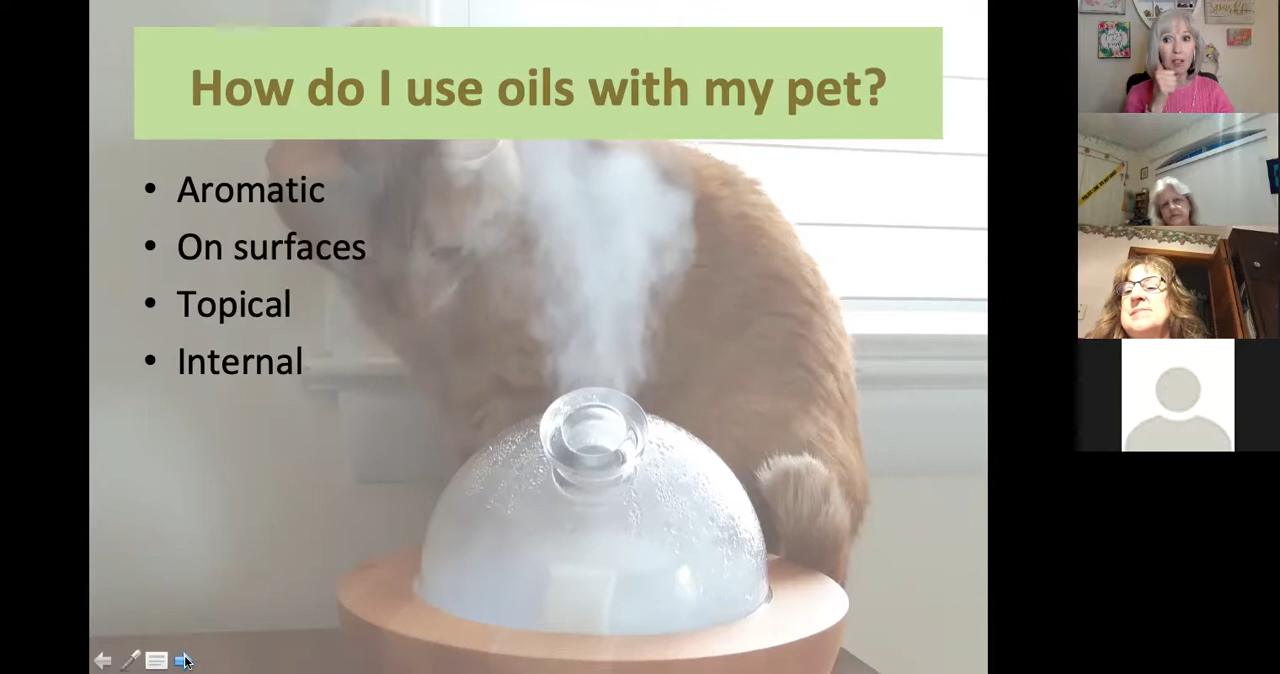 How do I use oils with my pet?
• Aromatic
• On surfaces
• Topical
• Internal